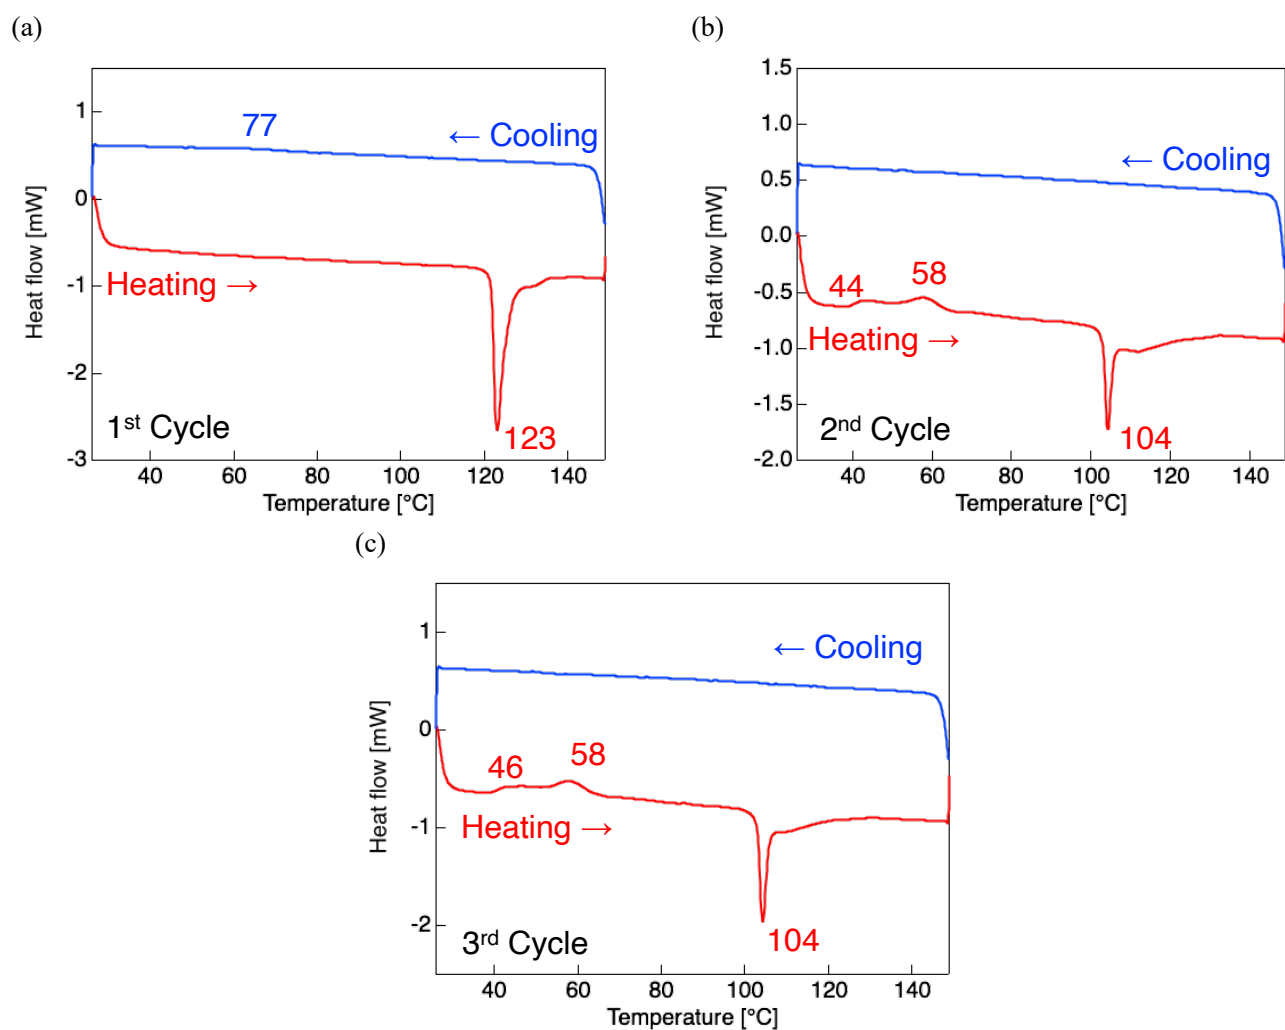 (a)
1
0
-1
-2
-3
Heat flow [mW]
77
← Cooling
Heating →
1st Cycle
123
40 60 80 100 120 140
Temperature [°C]
(b)
1.5
1.0
0.5
0.0
-0.5
-1.0
-1.5
-2.0
Heat flow [mW]
← Cooling
44 58
Heating →
2nd Cycle
104
40 60 80 100 120 140
Temperature [°C]
(c)
1
0
-1
-2
Heat flow [mW]
← Cooling
46 58
Heating →
3rd Cycle
104
40 60 80 100 120 140
Temperature [°C]